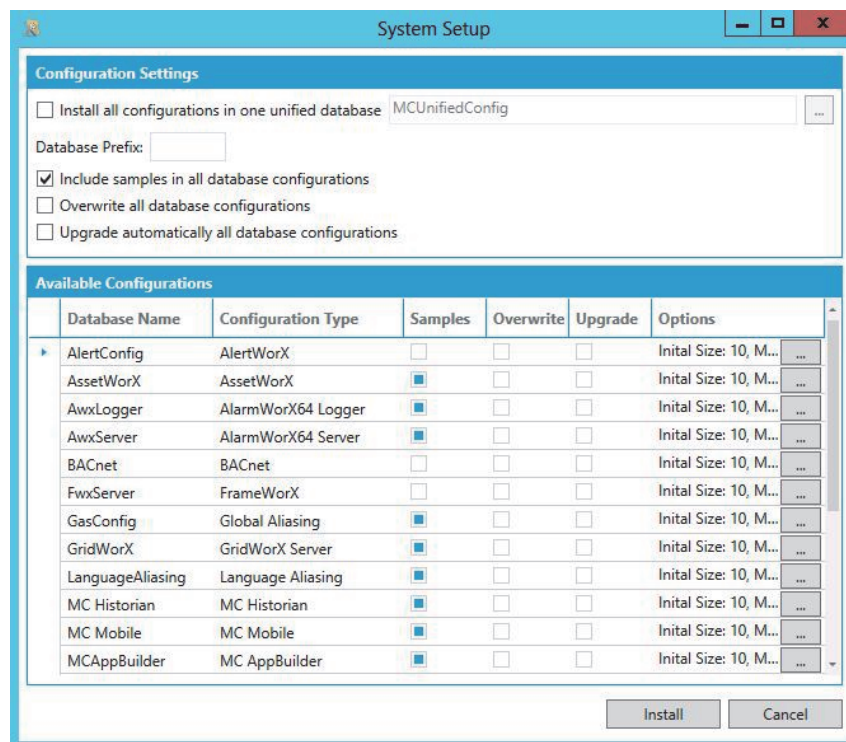 System Setup
Configuration Settings
Install all configurations in one unified database MCUnifiedConfig ...
Database Prefix:
Include samples in all database configurations
Overwrite all database configurations
Upgrade automatically all database configurations
Available Configurations
Database Name Configuration Type Samples Overwrite Upgrade Options
AlertConfig AlertWorX Inital Size: 10, M... ...
AssetWorX AssetWorX Inital Size: 10, M... ...
AwxLogger AlarmWorX64 Logger Inital Size: 10, M... ...
AwxServer AlarmWorX64 Server Inital Size: 10, M... ...
BACnet BACnet Inital Size: 10, M... ...
FwxServer FrameWorX Inital Size: 10, M... ...
GasConfig Global Aliasing Inital Size: 10, M... ...
GridWorX GridWorX Server Inital Size: 10, M... ...
LanguageAliasing Language Aliasing Inital Size: 10, M... ...
MC Historian MC Historian Inital Size: 10, M... ...
MC Mobile MC Mobile Inital Size: 10, M... ...
MCAppBuilder MC AppBuilder Inital Size: 10, M... ...
Install Cancel